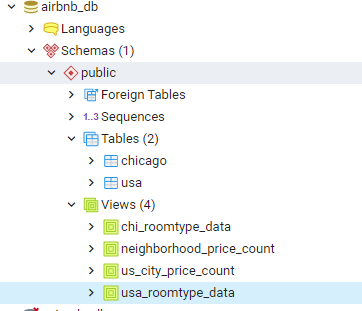 airbnb_db
Languages
Schemas (1)
public
Foreign Tables
1..3 Sequences
Tables (2)
chicago
usa
Views (4)
chi_roomtype_data
neighborhood_price_count
us_city_price_count
usa_roomtype_data